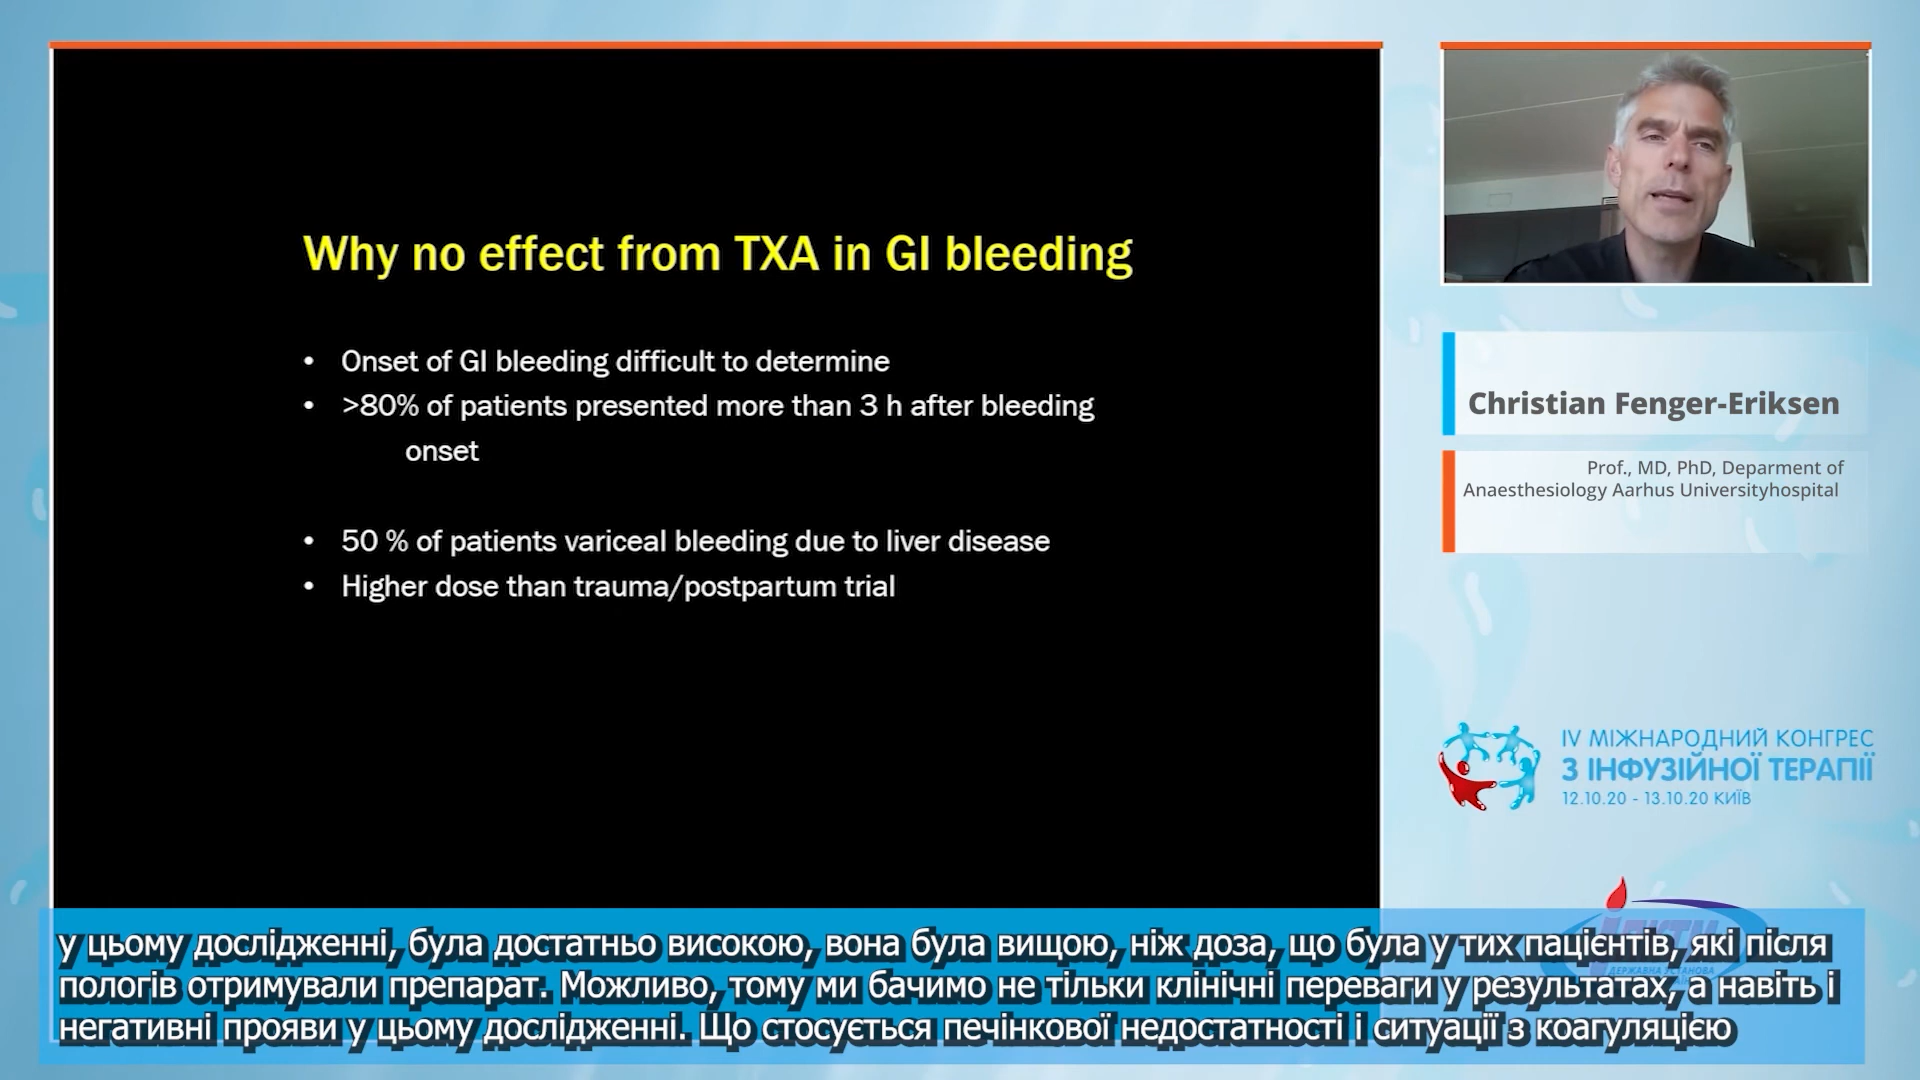 Why no effect from TXA in GI bleeding
• Onset of GI bleeding difficult to determine
• >80% of patients presented more than 3 h after bleeding
onset
• 50 % of patients variceal bleeding due to liver disease
• Higher dose than trauma/postpartum trial
Christian Fenger-Eriksen
Prof., MD, PhD, Deparment of
Anaesthesiology Aarhus Universityhospital
IV МІЖНАРОДНИЙ КОНГРЕС
З ІНФУЗІЙНОЇ ТЕРАПІЇ
12.10.20 - 13.10.20 КИЇВ
ДЕРЖАВНА УСТАНОВА
у цьому дослідженні, була достатньо високою, вона була вищою, ніж доза, що була у тих пацієнтів, які після
пологів отримували препарат. Можливо, тому ми бачимо не тільки клінічні переваги у результатах, а навіть і
негативні прояви у цьому дослідженні. Що стосується печінкової недостатності і ситуації з коагуляцією